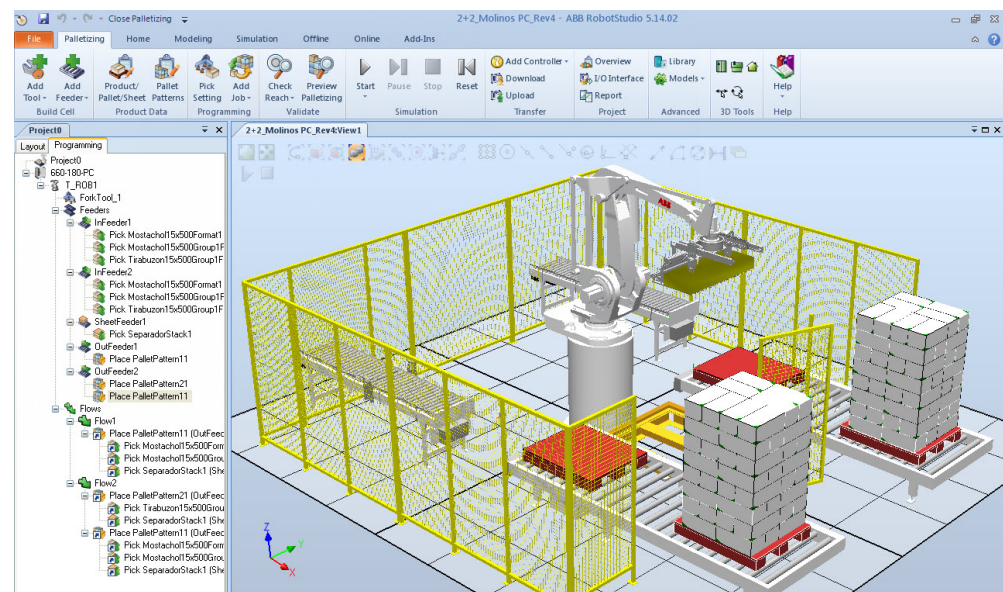 Close Palletizing
2+2_Molinos PC_Rev4 - ABB RobotStudio 5.14.02
File Palletizing Home Modeling Simulation Offline Online Add-Ins
Add Tool
Add Feeder
Product/ Pallet/Sheet
Pallet Patterns
Pick Setting
Add Job
Check Reach
Preview Palletizing
Start
Pause
Stop
Reset
Add Controller
Download
Upload
Overview
I/O Interface
Report
Library
Models
Help
Build Cell Product Data Programming Validate Simulation Transfer Project Advanced 3D Tools Help
Project0
2+2_Molinos PC_Rev4:View1
Layout Programming
Project0
660-180-PC
T_ROB1
ForkTool_1
Feeders
InFeeder1
Pick Mostachol15x500Format1
Pick Mostachol15x500Group1F
Pick Tirabuzon15x500Group1F
InFeeder2
Pick Mostachol15x500Format1
Pick Mostachol15x500Group1F
Pick Tirabuzon15x500Group1F
SheetFeeder1
Pick SeparadorStack1
OutFeeder1
Place PalletPattern11
OutFeeder2
Place PalletPattern21
Place PalletPattern11
Flows
Flow1
Place PalletPattern11 (OutFeec
Pick Mostachol15x500Form
Pick Mostachol15x500Grou
Pick SeparadorStack1 (She
Flow2
Place PalletPattern21 (OutFeec
Pick Tirabuzon15x500Grou
Pick SeparadorStack1 (She
Place PalletPattern11 (OutFeec
Pick Mostachol15x500Form
Pick Mostachol15x500Grou
Pick SeparadorStack1 (She
ABB
Z
Y
X